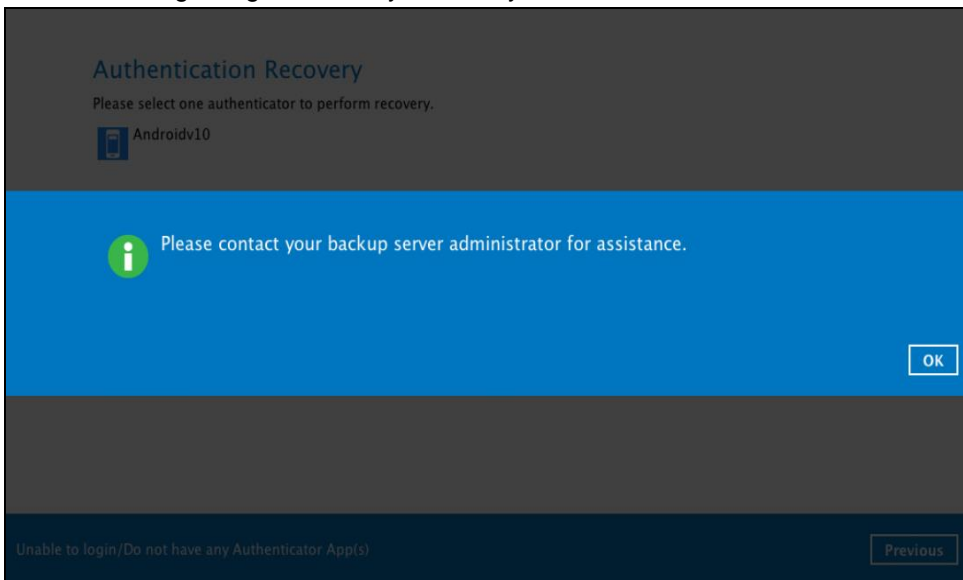 Authentication Recovery
Please select one authenticator to perform recovery.
Androidv10
Please contact your backup server administrator for assistance.
OK
Unable to login/Do not have any Authenticator App(s)
Previous